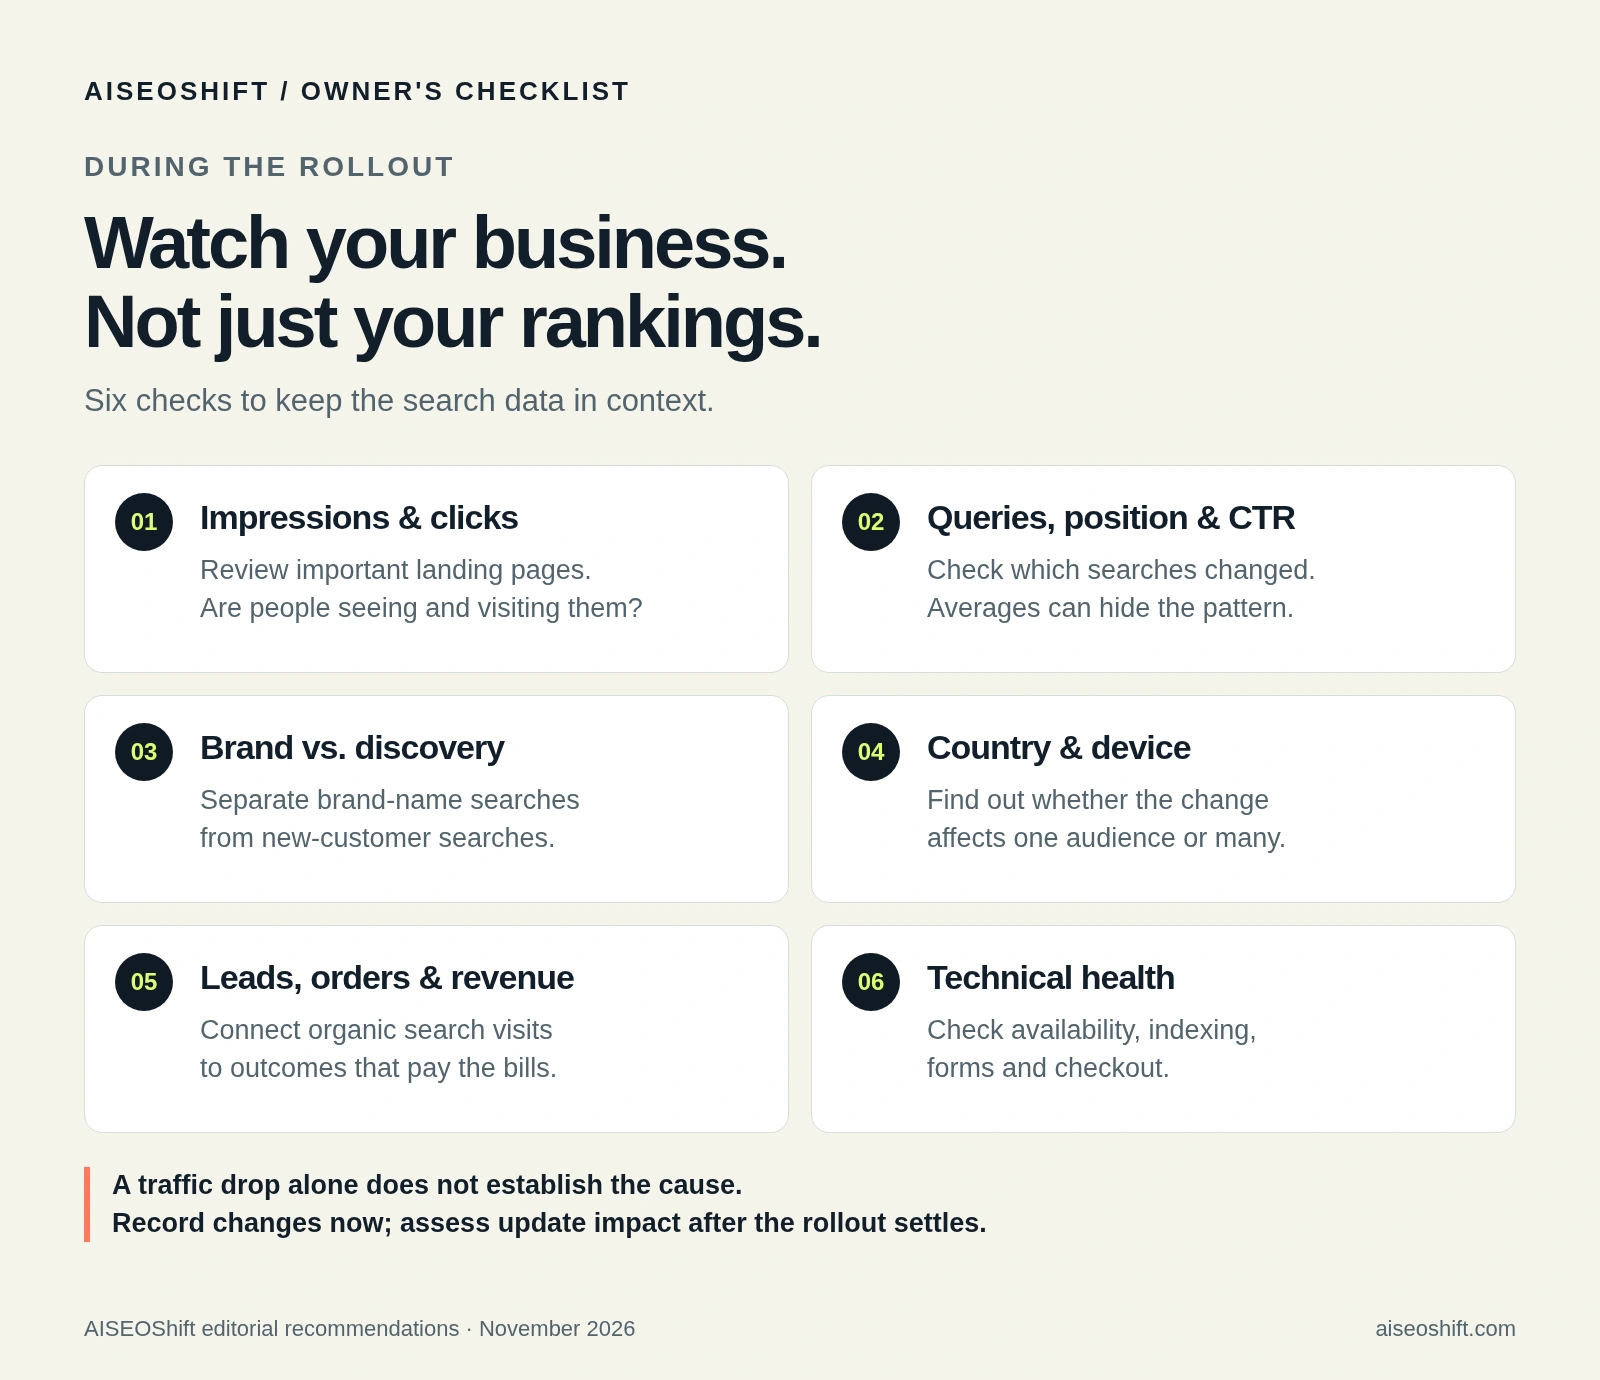 AISEOSHIFT / OWNER'S CHECKLIST
DURING THE ROLLOUT
Watch your business.
Not just your rankings.
Six checks to keep the search data in context.
01
Impressions & clicks
Review important landing pages.
Are people seeing and visiting them?
02
Queries, position & CTR
Check which searches changed.
Averages can hide the pattern.
03
Brand vs. discovery
Separate brand-name searches
from new-customer searches.
04
Country & device
Find out whether the change
affects one audience or many.
05
Leads, orders & revenue
Connect organic search visits
to outcomes that pay the bills.
06
Technical health
Check availability, indexing,
forms and checkout.
A traffic drop alone does not establish the cause.
Record changes now; assess update impact after the rollout settles.
AISEOShift editorial recommendations · November 2026
aiseoshift.com